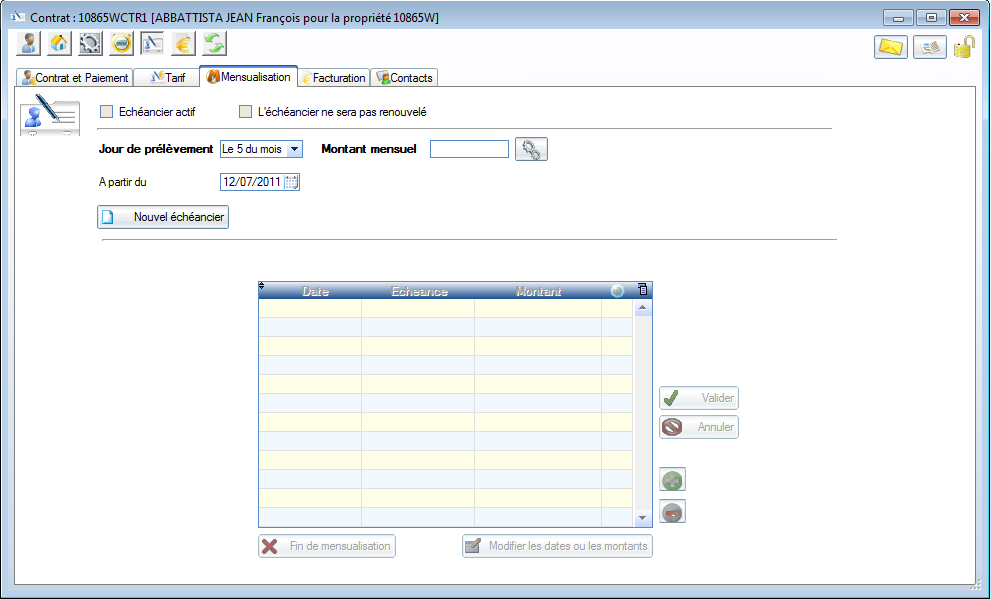 Contrat : 10865WCTR1 [ABBATTISTA JEAN François pour la propriété 10865W]
Contrat et Paiement Tarif Mensualisation Facturation Contacts
Echéancier actif L'échéancier ne sera pas renouvelé
Jour de prélèvement Le 5 du mois Montant mensuel
A partir du 12/07/2011
Nouvel échéancier
Date Echeance Montant
Valider
Annuler
Fin de mensualisation Modifier les dates ou les montants